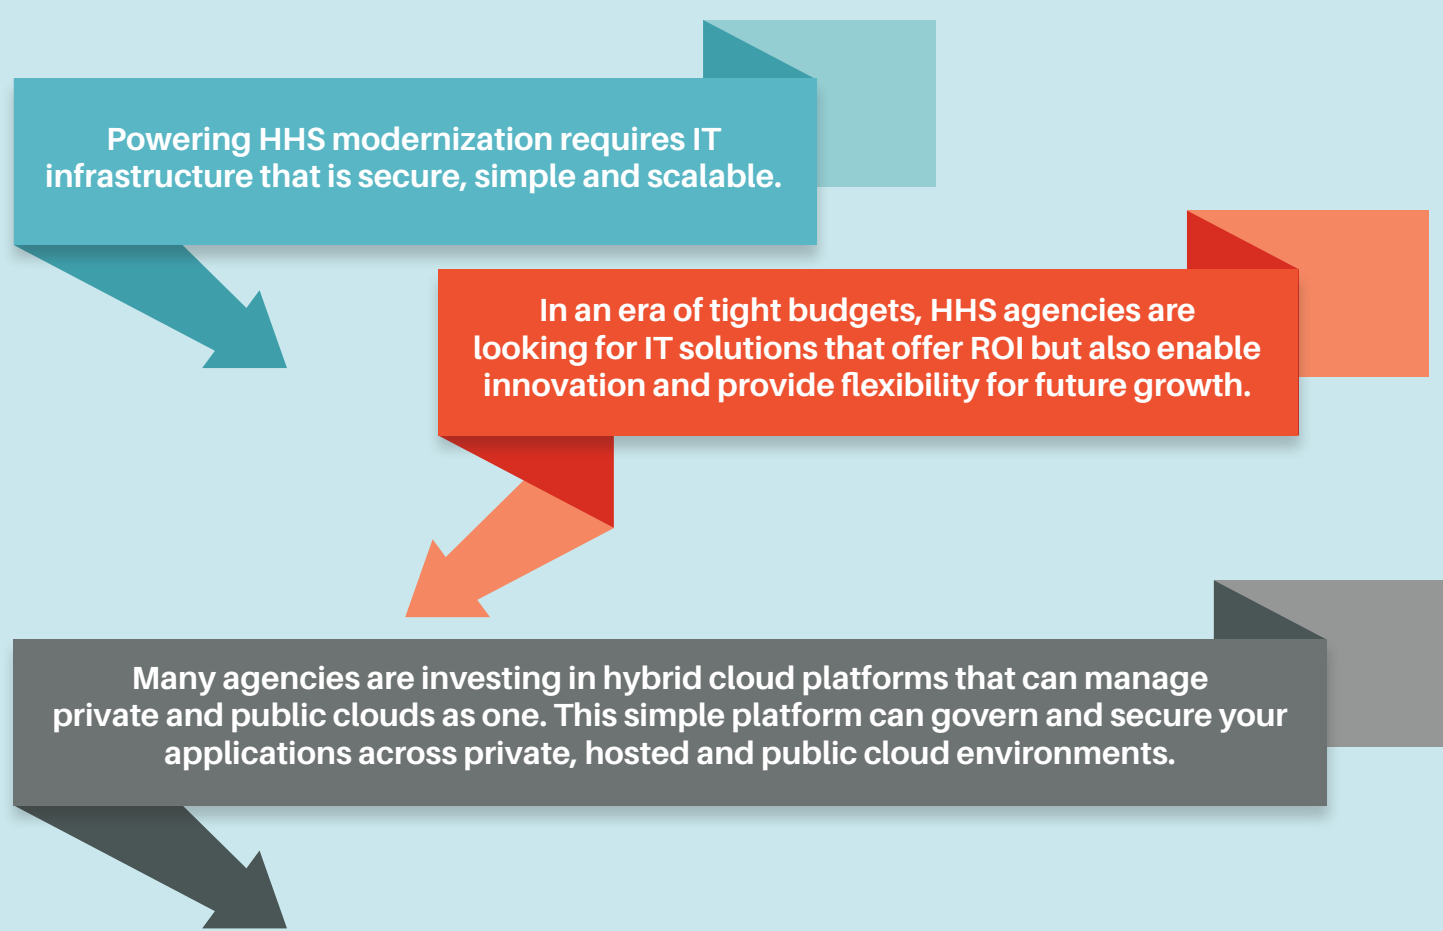 Powering HHS modernization requires IT
infrastructure that is secure, simple and scalable.
In an era of tight budgets, HHS agencies are
looking for IT solutions that offer ROI but also enable
innovation and provide flexibility for future growth.
Many agencies are investing in hybrid cloud platforms that can manage
private and public clouds as one. This simple platform can govern and secure your
applications across private, hosted and public cloud environments.